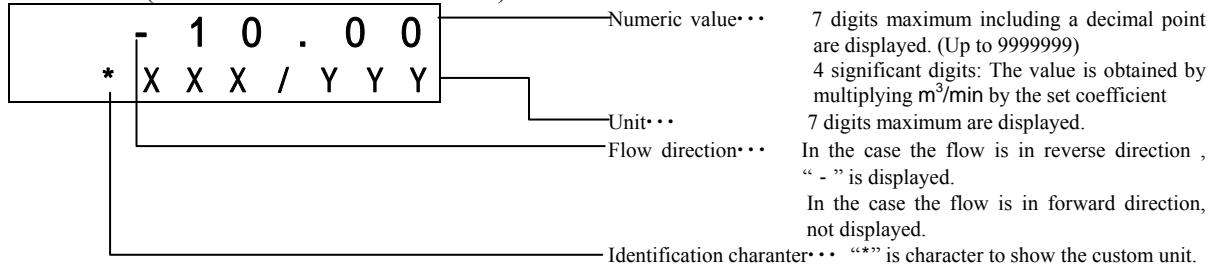 - 1 0 . 0 0
* X X X / Y Y Y
Numeric value･･･ 7 digits maximum including a decimal point
are displayed. (Up to 9999999)
4 significant digits: The value is obtained by
multiplying m³/min by the set coefficient
Unit･･･ 7 digits maximum are displayed.
Flow direction･･･ In the case the flow is in reverse direction ,
“ - ” is displayed.
In the case the flow is in forward direction,
not displayed.
Identification charanter･･･ “*” is character to show the custom unit.